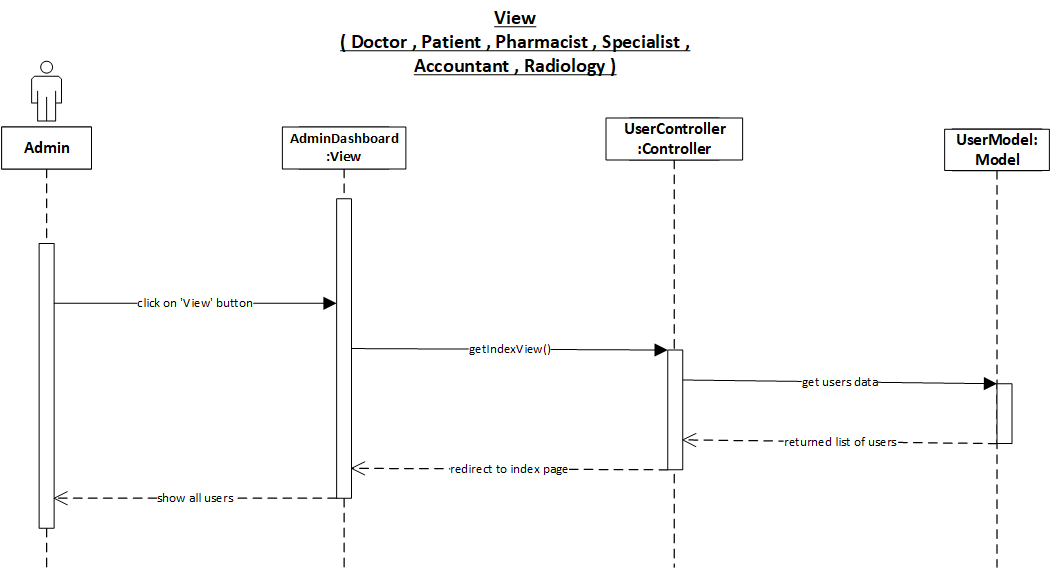 View
( Doctor , Patient , Pharmacist , Specialist ,
Accountant , Radiology )
Admin
AdminDashboard
:View
UserController
:Controller
UserModel:
Model
click on 'View' button
getIndexView()
get users data
returned list of users
redirect to index page
show all users